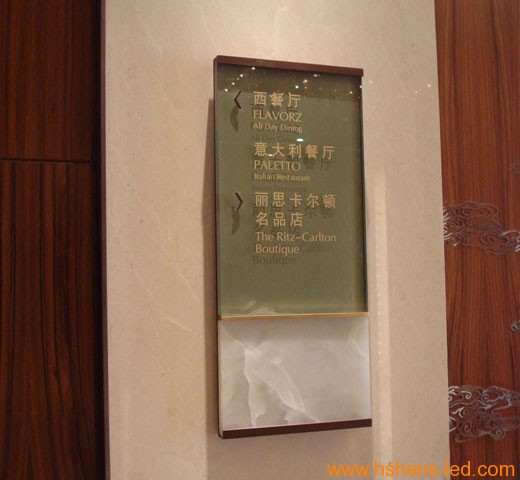 西餐厅
FLAVORZ
All Day Dining
意大利餐厅
PALETTO
Italian Restaurant
丽思卡尔顿
名品店
The Ritz-Carlton
Boutique
www.hshens-led.com